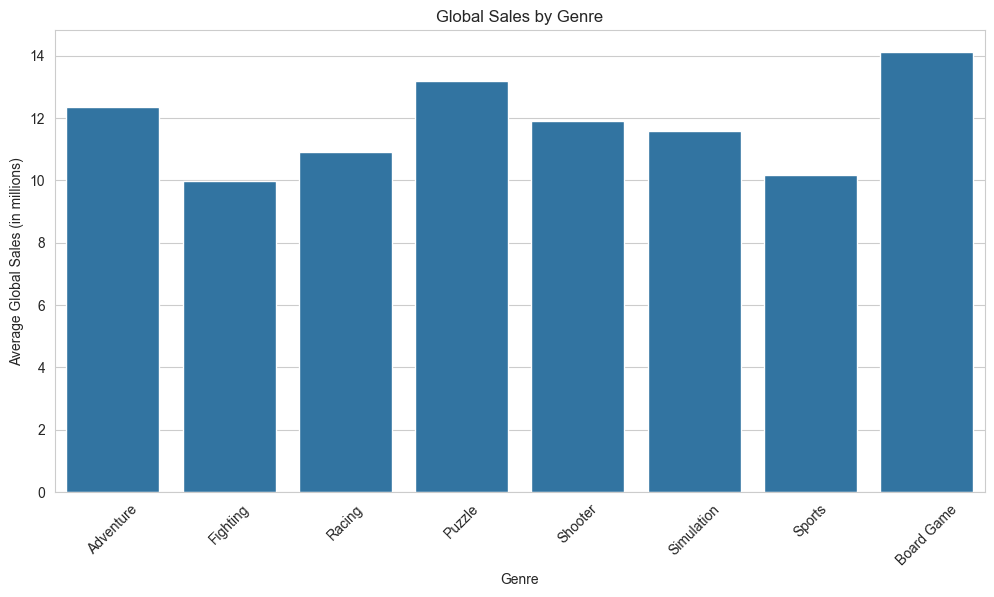 Global Sales by Genre
Average Global Sales (in millions)
14
12
10
8
6
4
2
0
Adventure
Fighting
Racing
Puzzle
Shooter
Simulation
Sports
Board Game
Genre